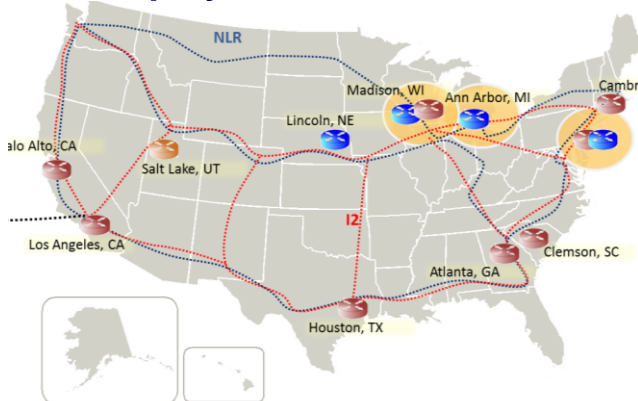 NLR
Madison, WI
Ann Arbor, MI
Cambr
Lincoln, NE
alo Alto, CA
Salt Lake, UT
I2
Los Angeles, CA
Clemson, SC
Atlanta, GA
Houston, TX